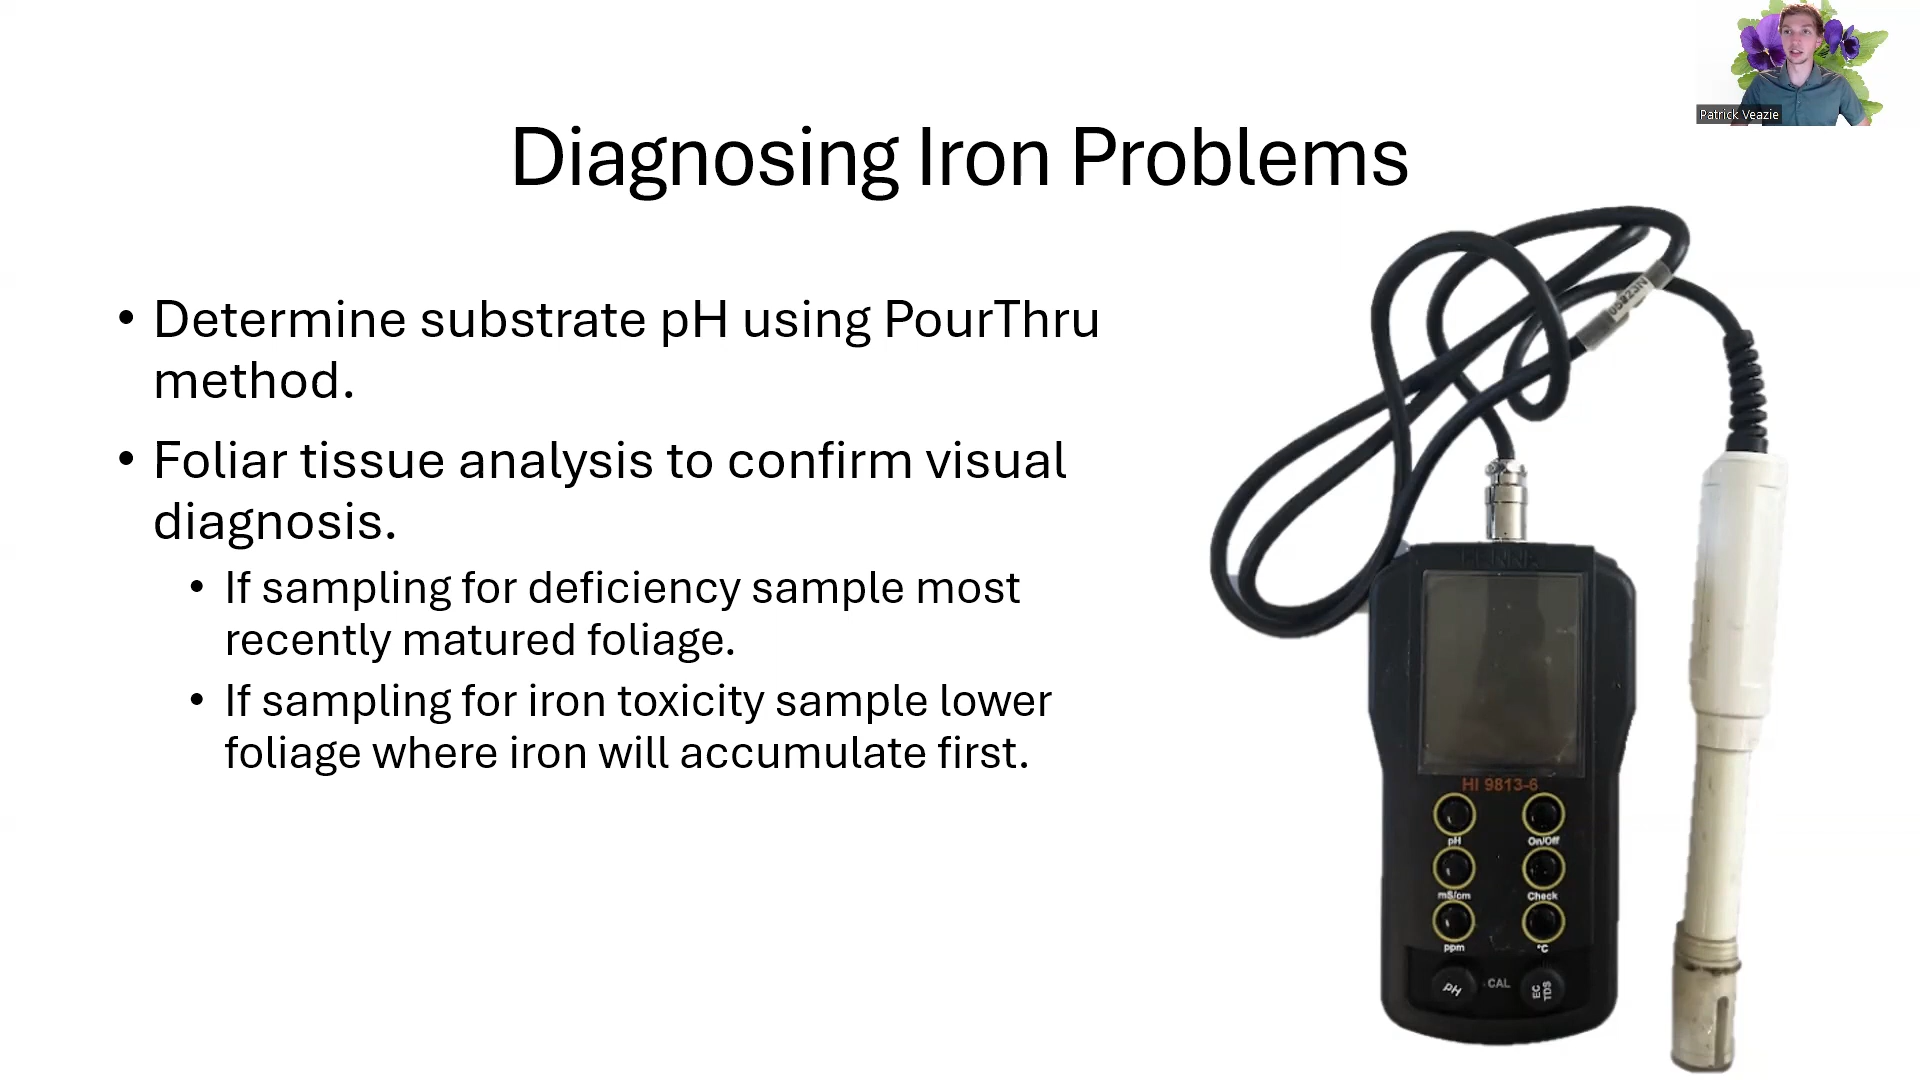 Patrick Veazie
Diagnosing Iron Problems
• Determine substrate pH using PourThru
method.
• Foliar tissue analysis to confirm visual
diagnosis.
• If sampling for deficiency sample most
recently matured foliage.
• If sampling for iron toxicity sample lower
foliage where iron will accumulate first.
HANNA
HI 9813-6
pH On/Off
mS/cm Check
ppm °C
pH CAL EC
TDS